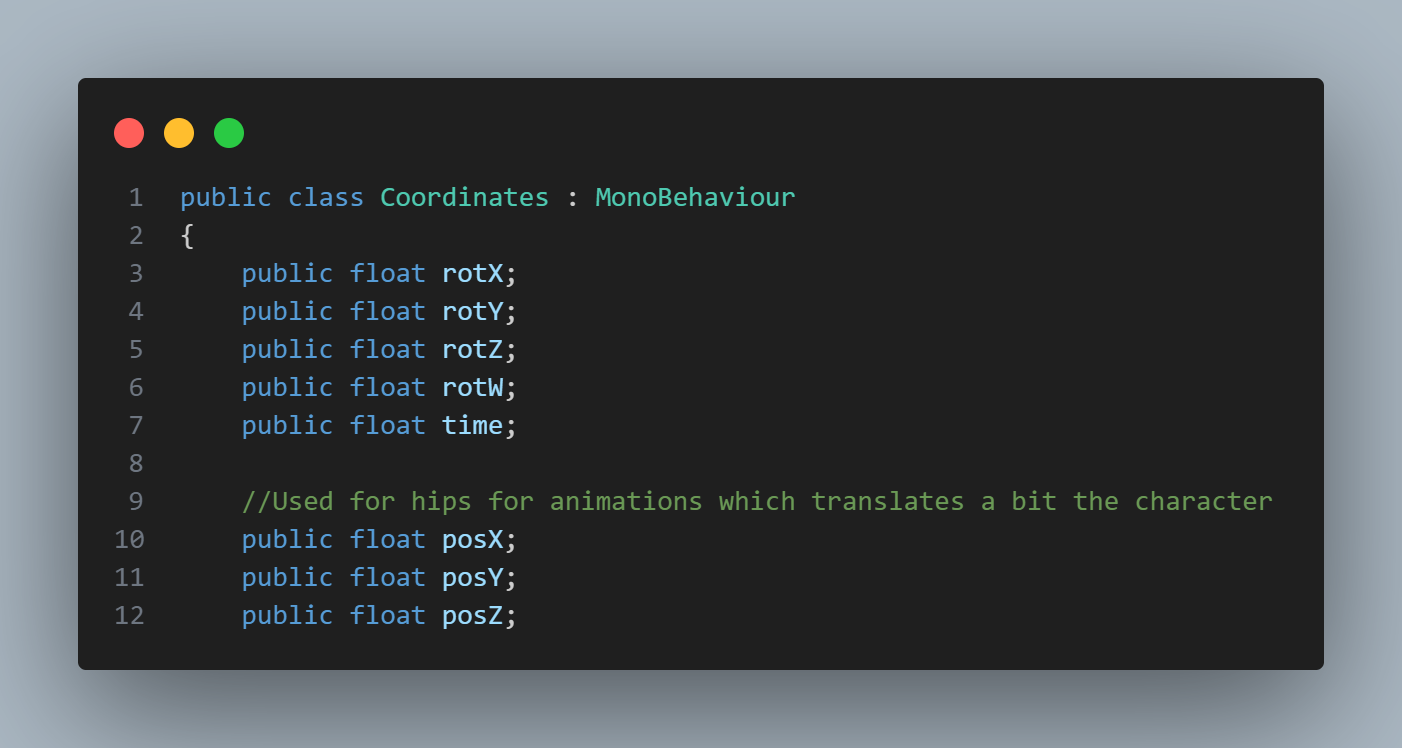 1 public class Coordinates : MonoBehaviour
2 {
3     public float rotX;
4     public float rotY;
5     public float rotZ;
6     public float rotW;
7     public float time;
8
9     //Used for hips for animations which translates a bit the character
10     public float posX;
11     public float posY;
12     public float posZ;